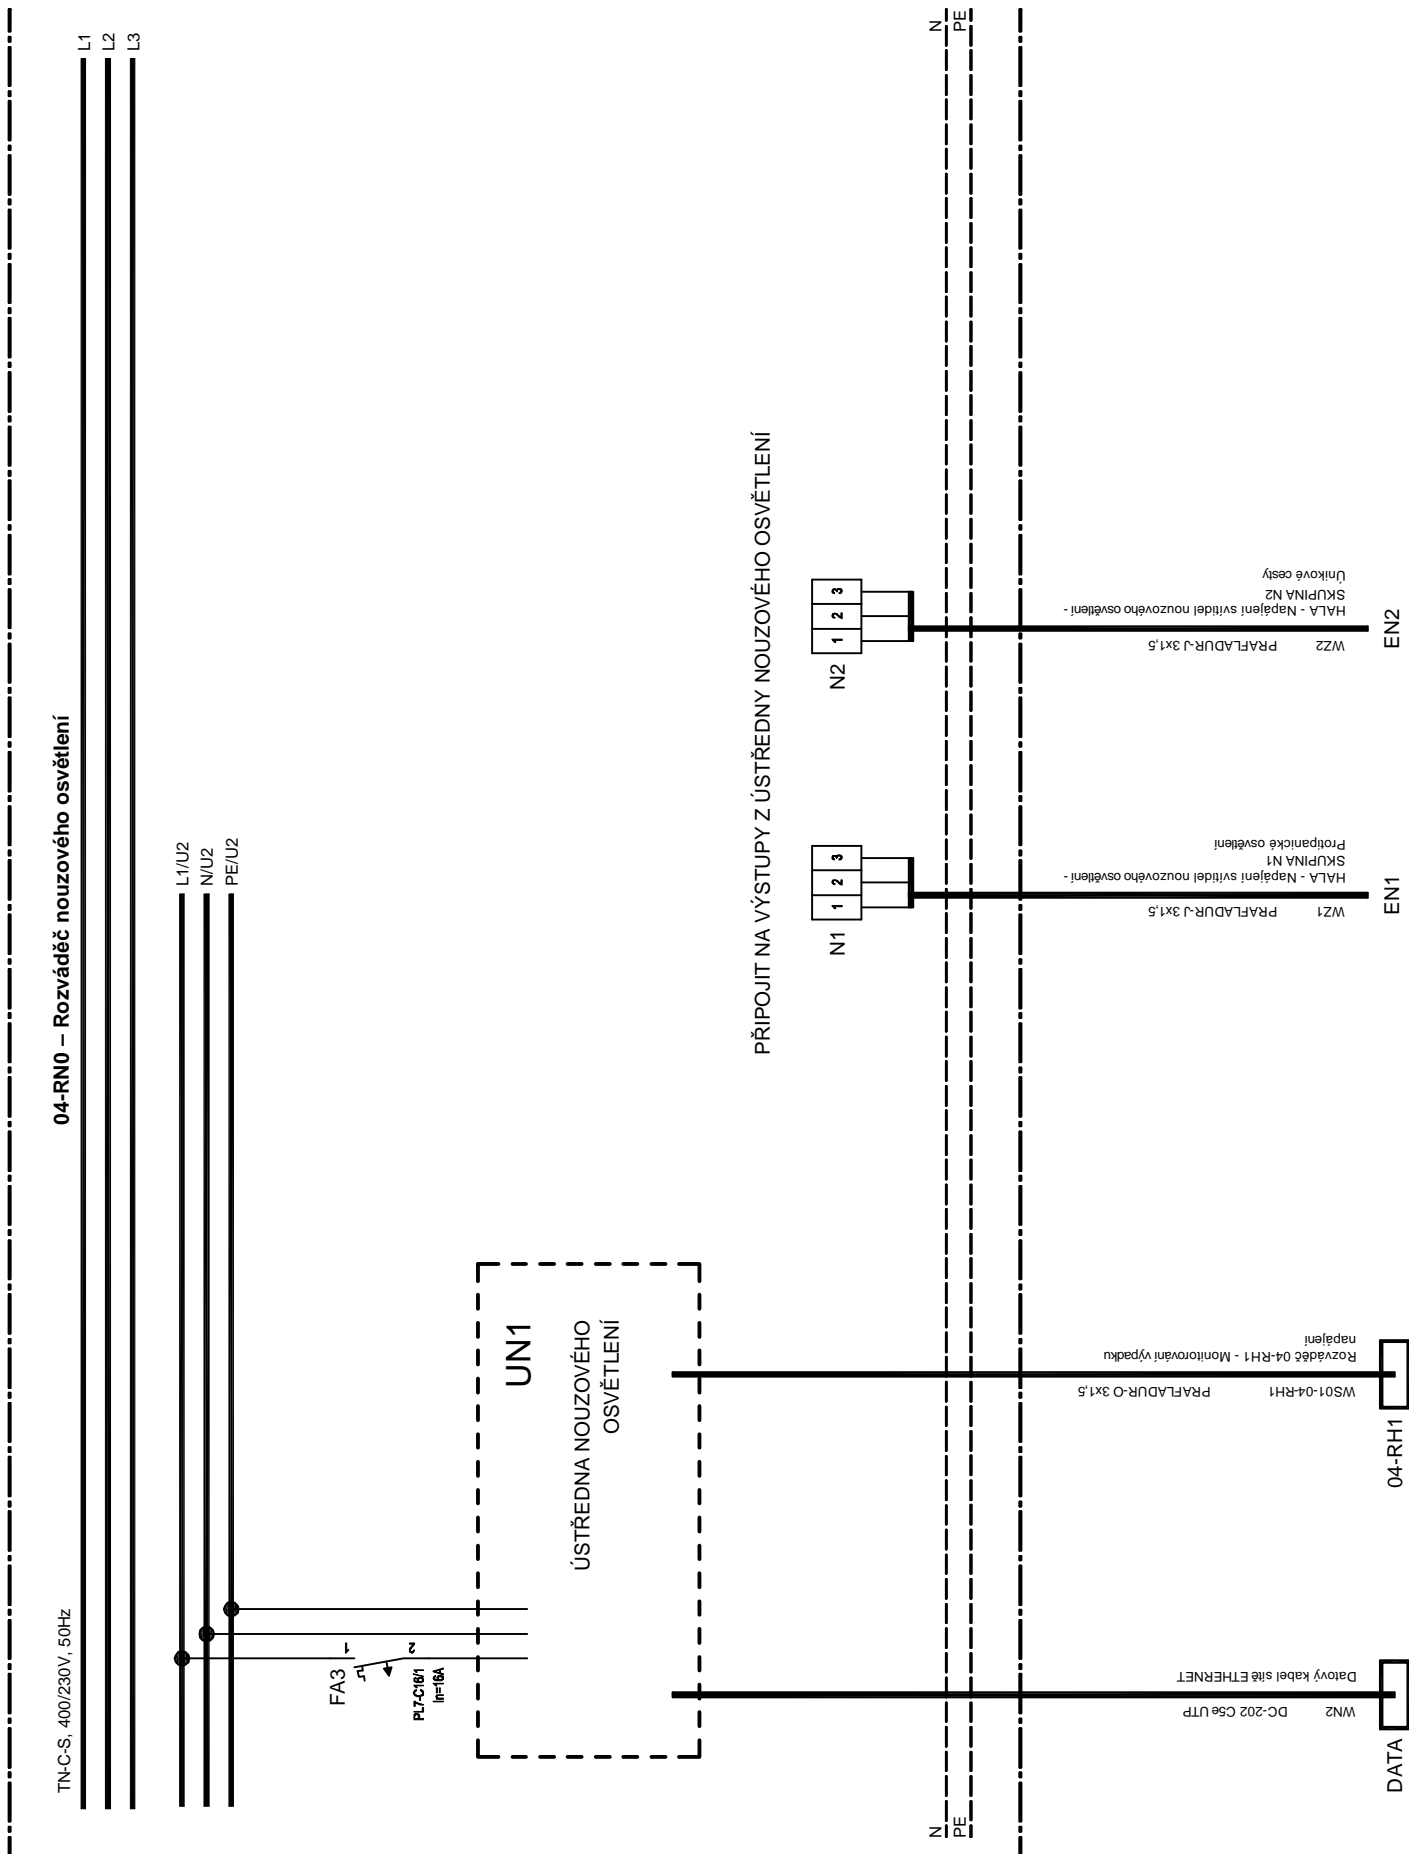 04-RN0 – Rozváděč nouzového osvětlení
TN-C-S, 400/230V, 50Hz
L1
L2
L3
L1/U2
N/U2
PE/U2
FA3
1
2
PL7-C16/1
In=16A
UN1
ÚSTŘEDNA NOUZOVÉHO
OSVĚTLENÍ
PŘIPOJIT NA VÝSTUPY Z ÚSTŘEDNY NOUZOVÉHO OSVĚTLENÍ
N1
1 2 3
N2
1 2 3
N
PE
N
PE
WN2 DC-202 C5e UTP
Datový kabel sítě ETHERNET
DATA
WS01-04-RH1 PRAFLADUR-O 3x1,5
Rozváděč 04-RH1 - Monitorování výpadku
napájení
04-RH1
WZ1 PRAFLADUR-J 3x1,5
HALA - Napájení svítidel nouzového osvětlení -
SKUPINA N1
Protipanické osvětlení
EN1
WZ2 PRAFLADUR-J 3x1,5
HALA - Napájení svítidel nouzového osvětlení -
SKUPINA N2
Únikové cesty
EN2